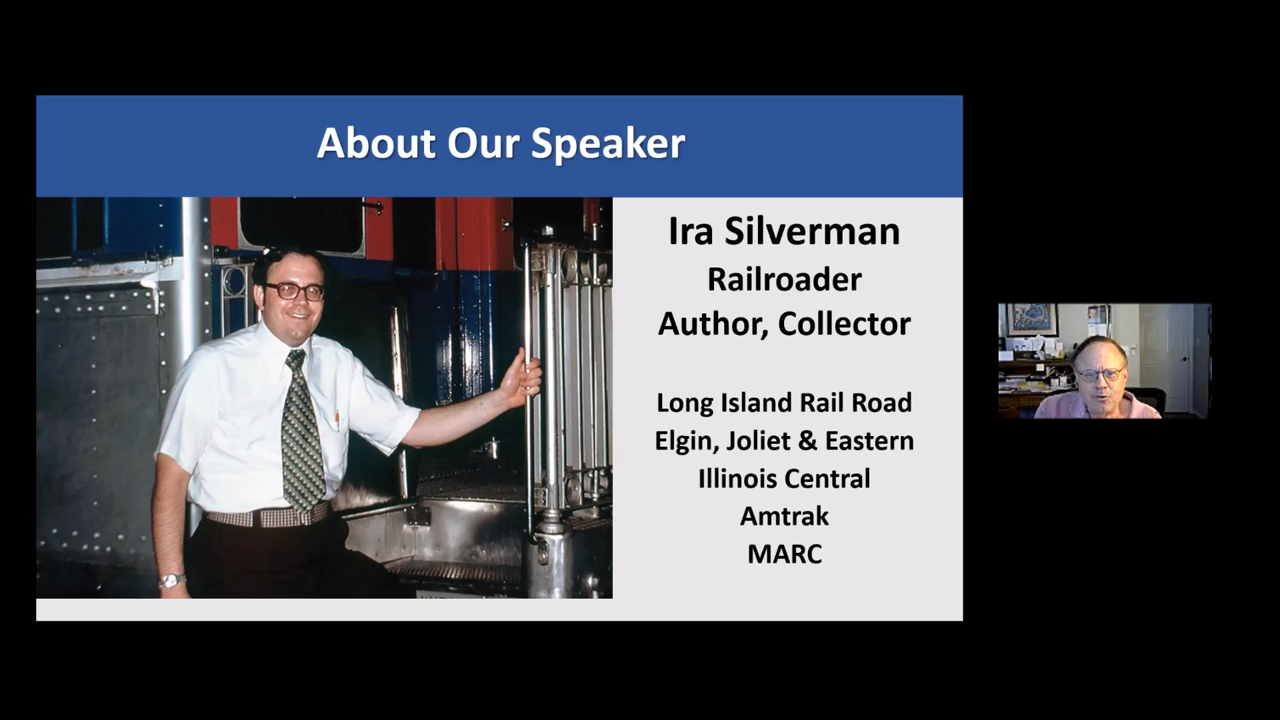 About Our Speaker
Ira Silverman
Railroader
Author, Collector
Long Island Rail Road
Elgin, Joliet & Eastern
Illinois Central
Amtrak
MARC